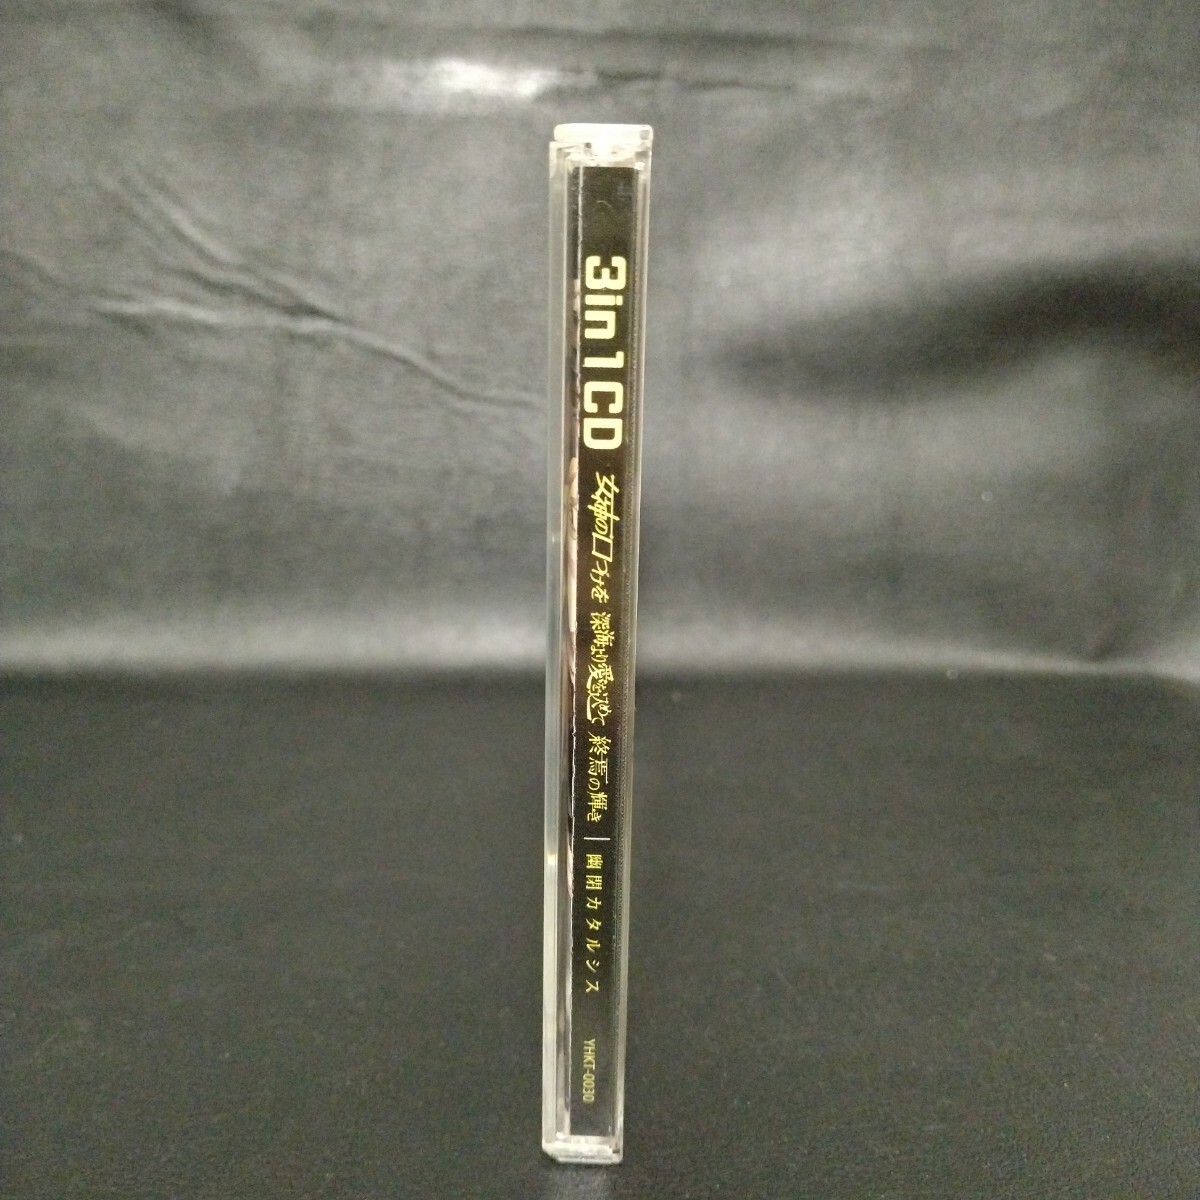 3in1CD 女神の口づけを 深海より愛を込めて 終焉の輝き | 幽閉カタルシス YHKT-0030